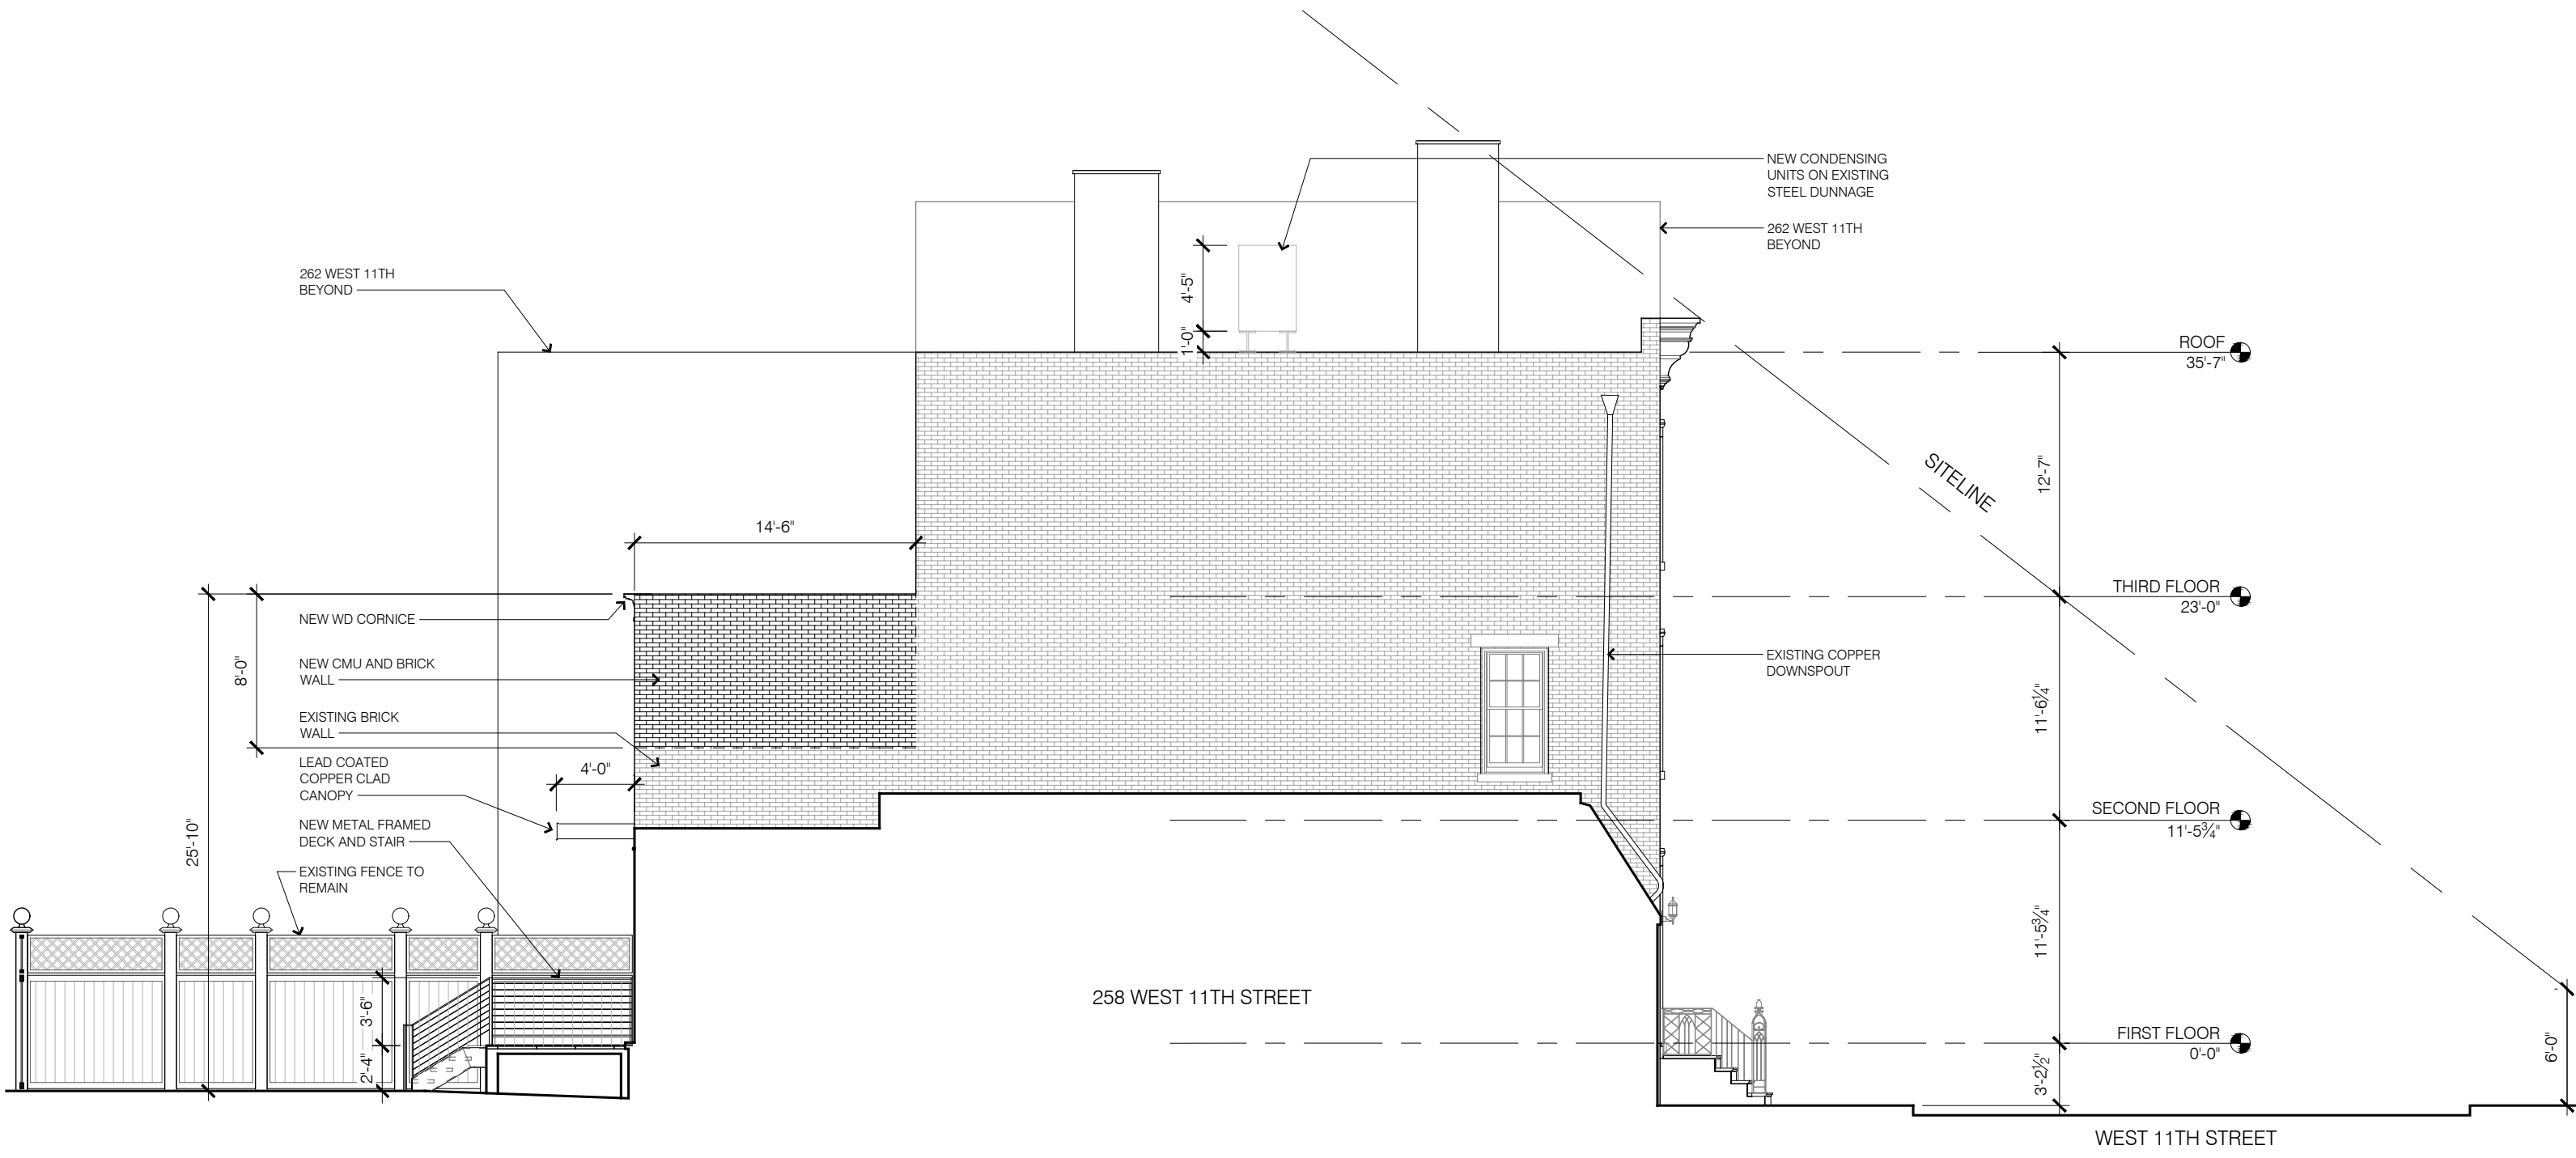 NEW CONDENSING
UNITS ON EXISTING
STEEL DUNNAGE
262 WEST 11TH
BEYOND
262 WEST 11TH
BEYOND
4'-5"
1'-0"
ROOF
35'-7"
SITELINE
12'-7"
14'-6"
THIRD FLOOR
23'-0"
NEW WD CORNICE
NEW CMU AND BRICK
WALL
8'-0"
EXISTING BRICK
WALL
EXISTING COPPER
DOWNSPOUT
11'-6¼"
LEAD COATED
COPPER CLAD
CANOPY
4'-0"
SECOND FLOOR
11'-5¾"
NEW METAL FRAMED
DECK AND STAIR
25'-10"
EXISTING FENCE TO
REMAIN
11'-5¾"
258 WEST 11TH STREET
3'-6"
2'-4"
FIRST FLOOR
0'-0"
3'-2½"
6'-0"
WEST 11TH STREET